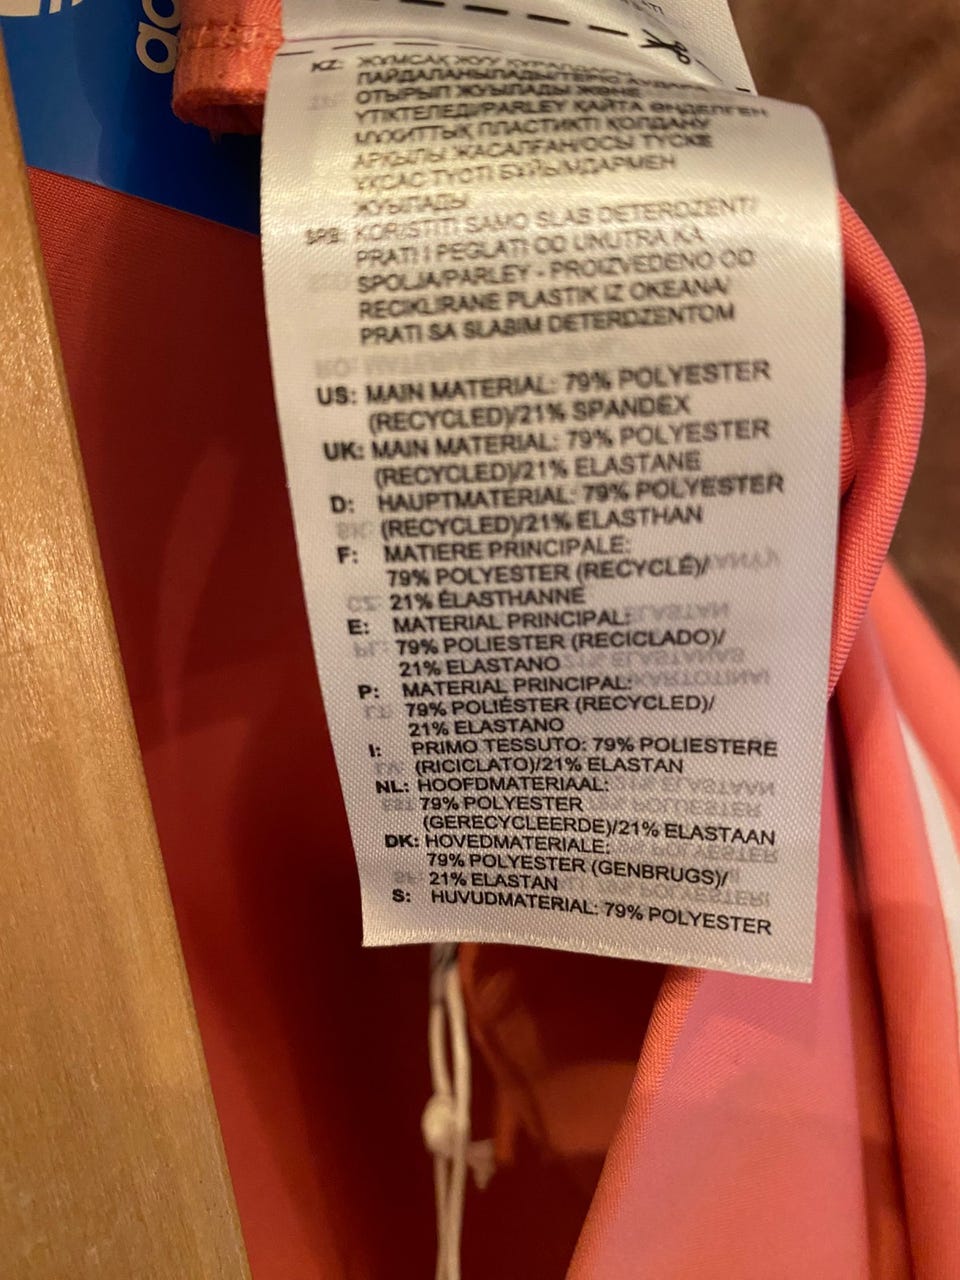 KZ: ЖҰМСАҚ ЖУУ
ПАЙДАЛАНЫЛАДЫ/ТЕРІС
ОТЫРЫП ЖУЫЛАДЫ ЖӘНЕ
ҮТІКТЕЛЕДІ/PARLEY ҚАЙТА ӨҢДЕЛГЕН
МҰХИТТЫҚ ПЛАСТИКТІ ҚОЛДАНУ
АРҚЫЛЫ ЖАСАЛҒАН/ОСЫ ТҮСКЕ
ҰҚСАС ТҮСТІ БҰЙЫМДАРМЕН
ЖУЫЛАДЫ
SRB: KORISTITI SAMO SLAB DETERDZENT/
PRATI I PEGLATI OD UNUTRA KA
SPOLJA/PARLEY - PROIZVEDENO OD
RECIKLIRANE PLASTIK IZ OKEANA/
PRATI SA SLABIM DETERDZENTOM
US: MAIN MATERIAL: 79% POLYESTER
(RECYCLED)/21% SPANDEX
UK: MAIN MATERIAL: 79% POLYESTER
(RECYCLED)/21% ELASTANE
D: HAUPTMATERIAL: 79% POLYESTER
(RECYCLED)/21% ELASTHAN
F: MATIERE PRINCIPALE:
79% POLYESTER (RECYCLÉ)/
21% ÉLASTHANNE
E: MATERIAL PRINCIPAL:
79% POLIESTER (RECICLADO)/
21% ELASTANO
P: MATERIAL PRINCIPAL:
79% POLIÉSTER (RECYCLED)/
21% ELASTANO
I: PRIMO TESSUTO: 79% POLIESTERE
(RICICLATO)/21% ELASTAN
NL: HOOFDMATERIAAL:
79% POLYESTER
(GERECYCLEERDE)/21% ELASTAAN
DK: HOVEDMATERIALE:
79% POLYESTER (GENBRUGS)/
21% ELASTAN
S: HUVUDMATERIAL: 79% POLYESTER